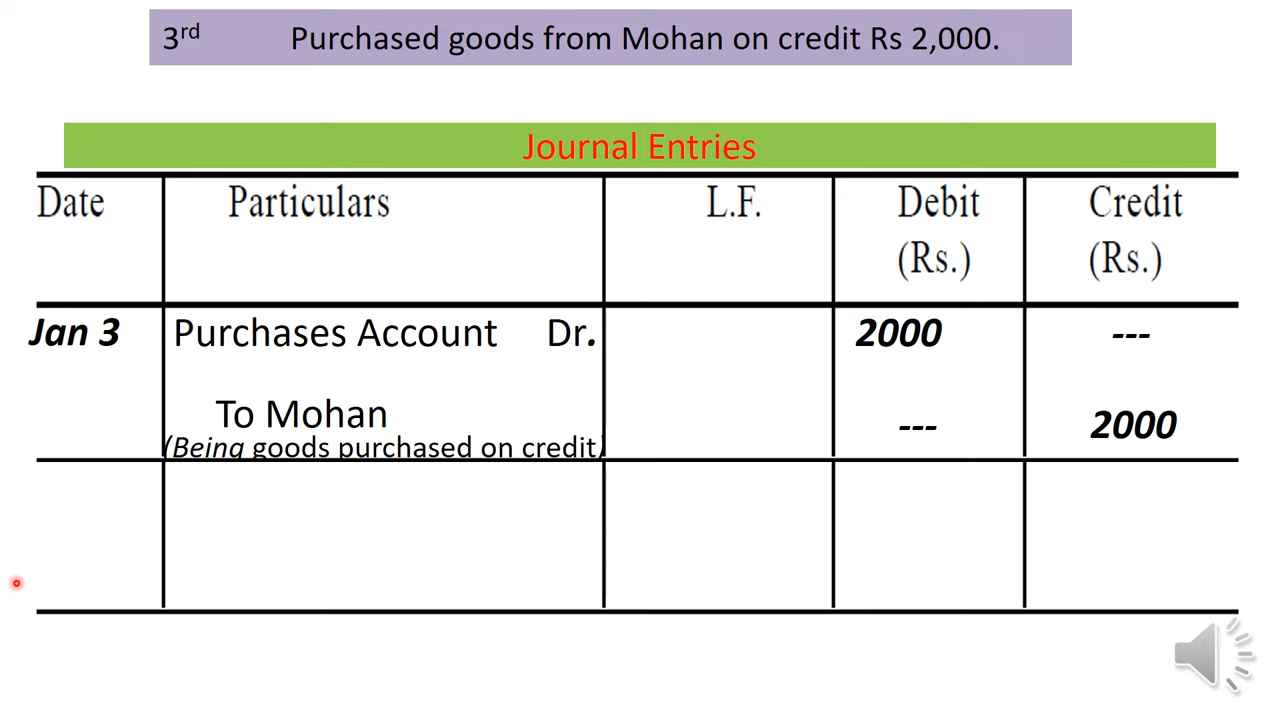 3rd Purchased goods from Mohan on credit Rs 2,000.
Journal Entries
Date Particulars L.F. Debit (Rs.) Credit (Rs.)
Jan 3 Purchases Account Dr. 2000 ---
To Mohan --- 2000
(Being goods purchased on credit)